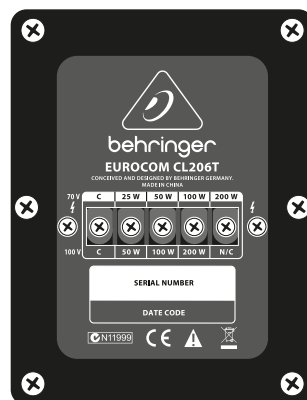 behringer
EUROCOM CL206T
CONCEIVED AND DESIGNED BY BEHRINGER GERMANY.
MADE IN CHINA
70 V C 25 W 50 W 100 W 200 W
100 V C 50 W 100 W 200 W N/C
SERIAL NUMBER
DATE CODE
N11999 CE